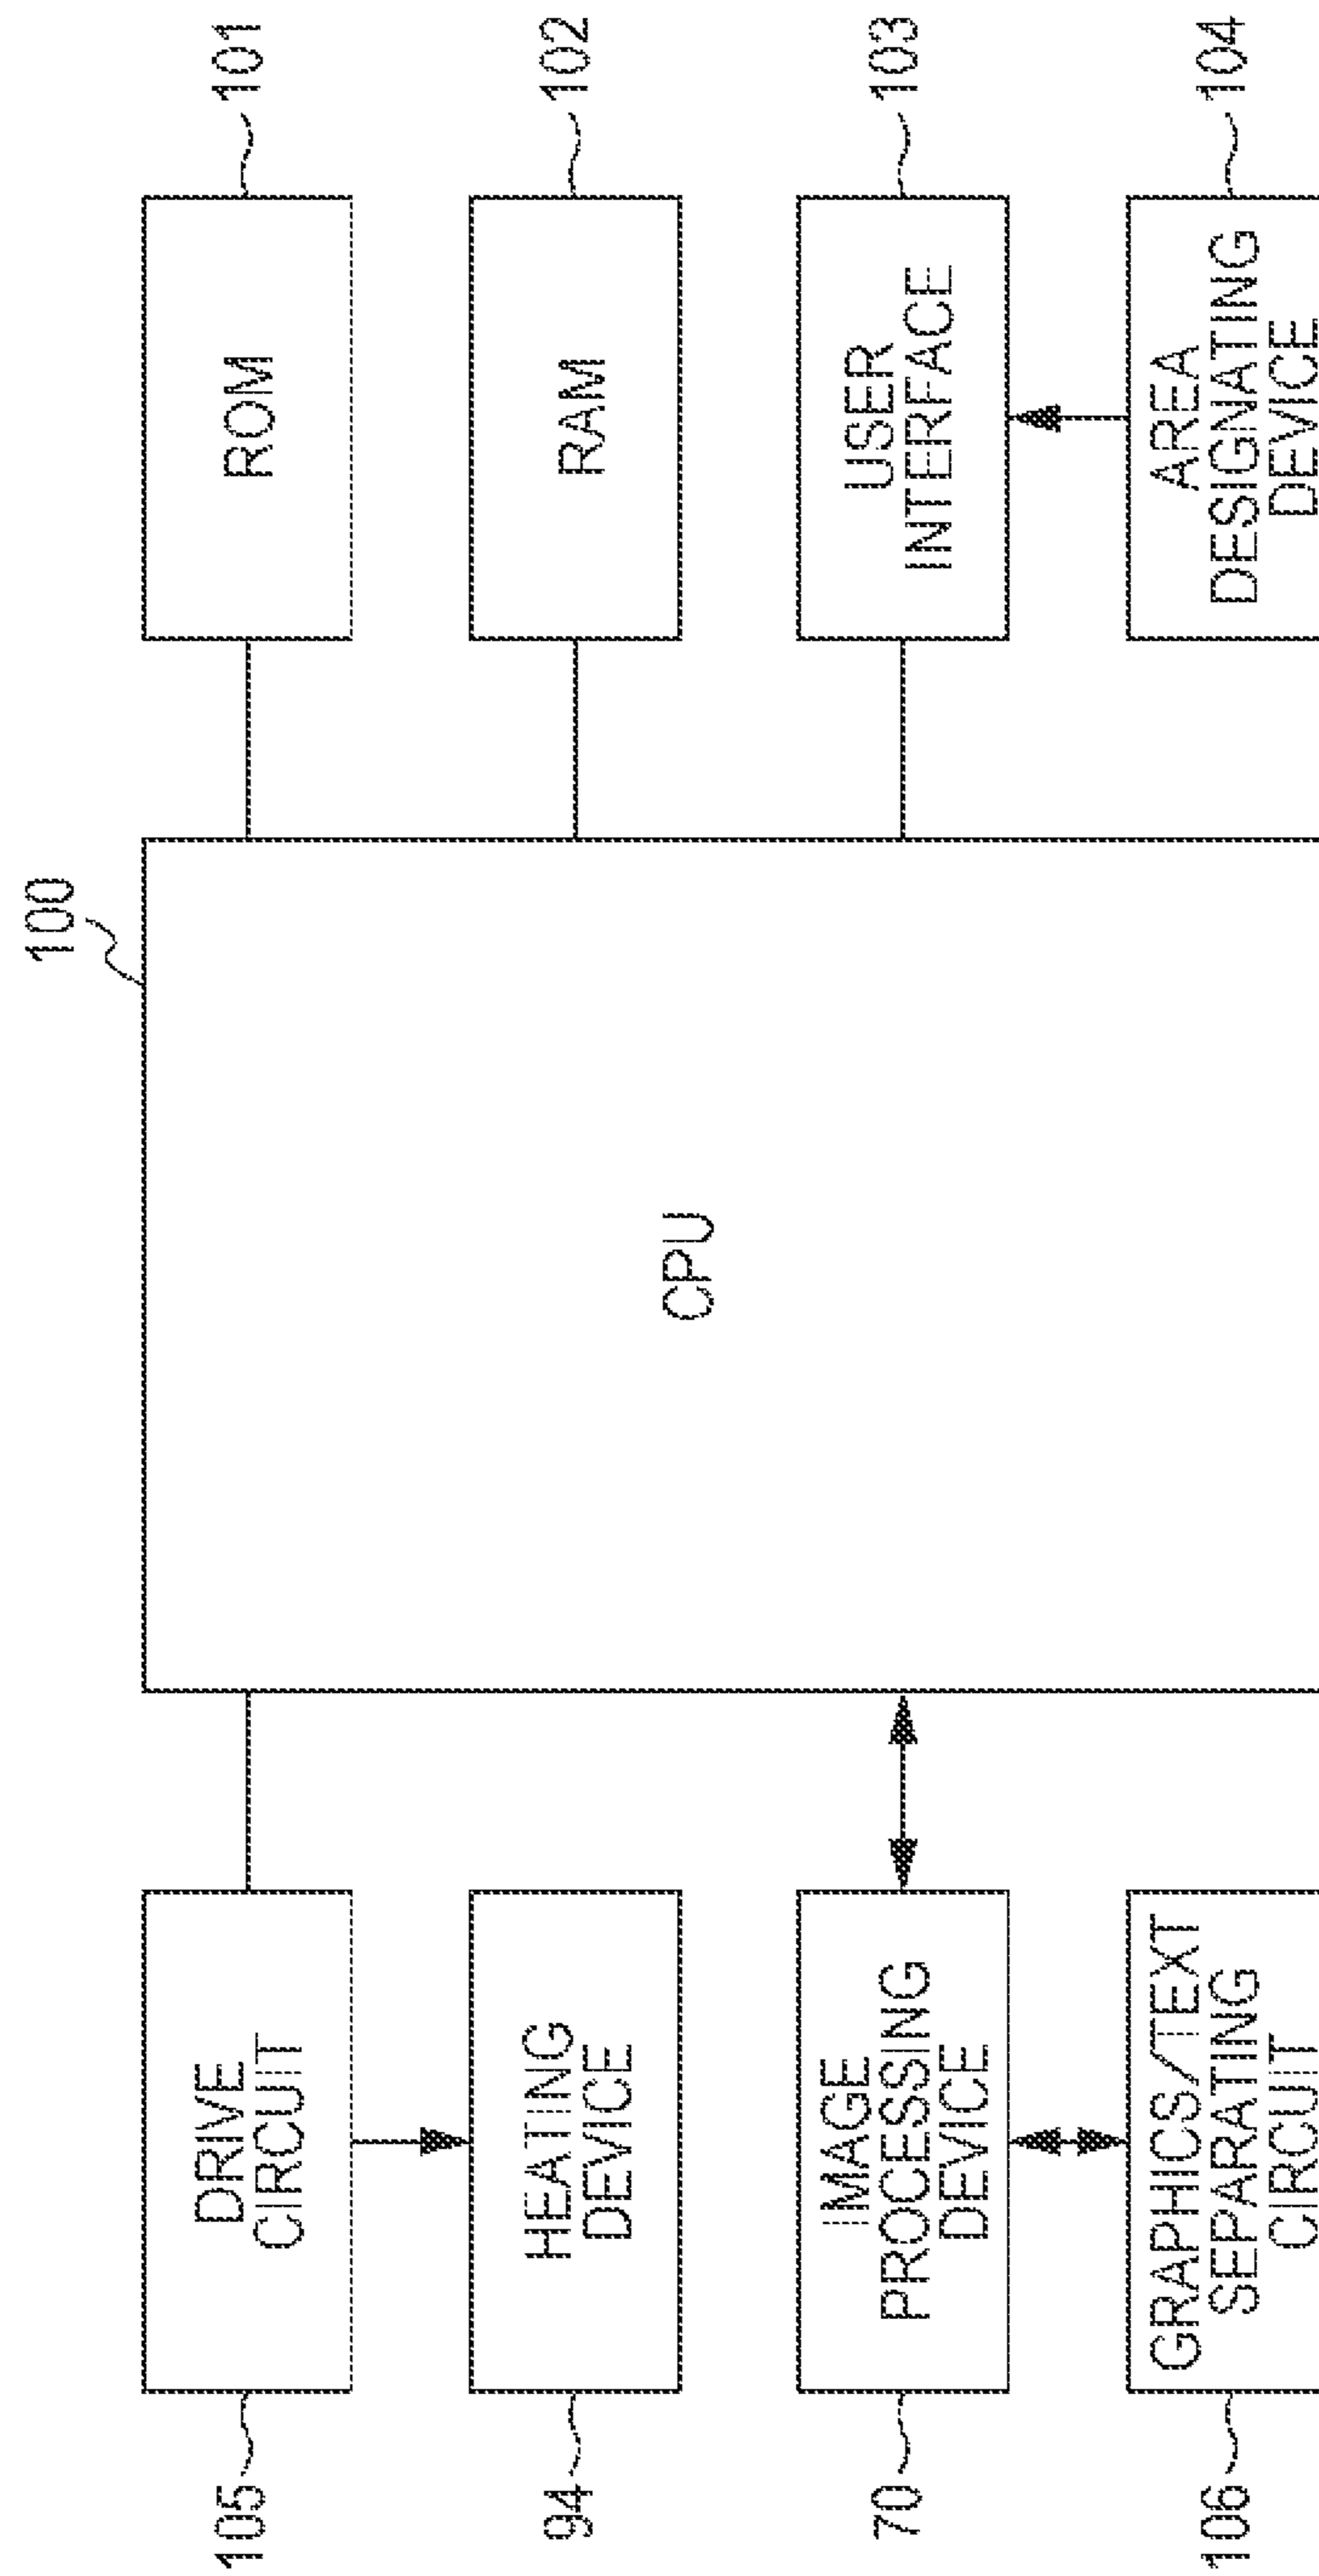 100
105
DRIVE
CIRCUIT
94
HEATING
DEVICE
70
IMAGE
PROCESSING
DEVICE
106
GRAPHICS/TEXT
SEPARATING
CIRCUIT
CPU
ROM
101
RAM
102
USER
INTERFACE
103
AREA
DESIGNATING
DEVICE
104